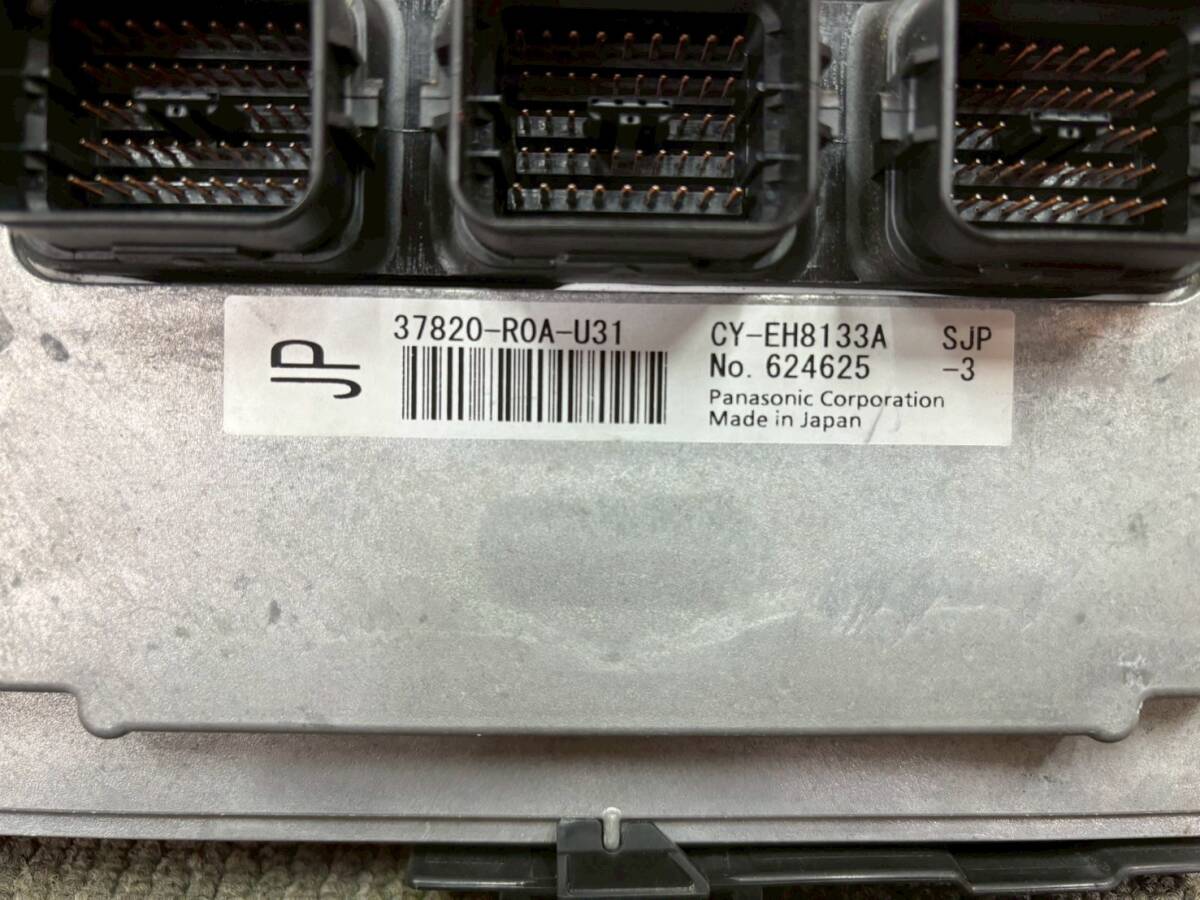 JP
37820-R0A-U31
CY-EH8133A SJP
No. 624625 -3
Panasonic Corporation
Made in Japan